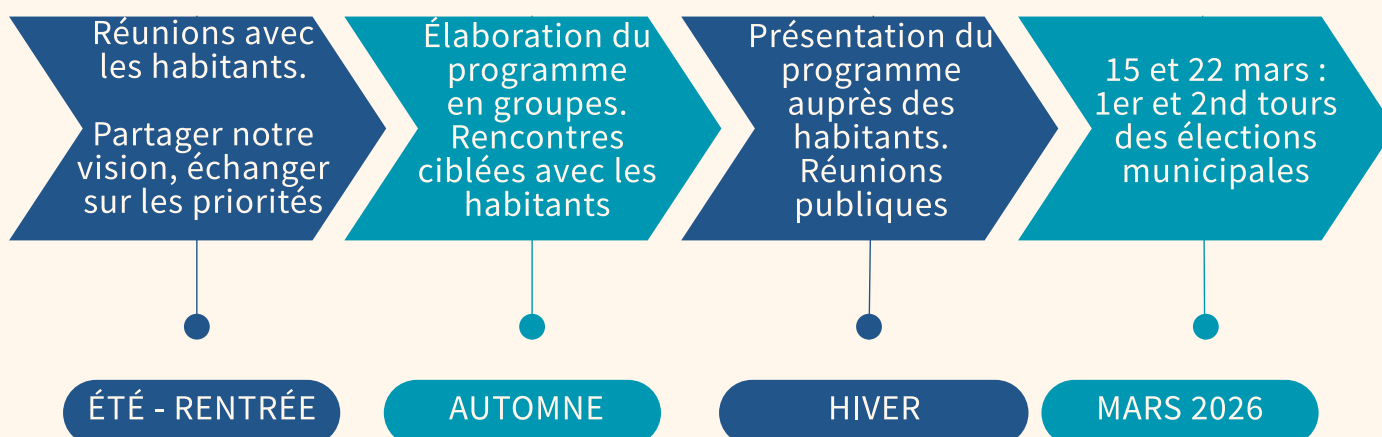 Réunions avec
les habitants.
Partager notre
vision, échanger
sur les priorités
Élaboration du
programme
en groupes.
Rencontres
ciblées avec les
habitants
Présentation du
programme
auprès des
habitants.
Réunions
publiques
15 et 22 mars :
1er et 2nd tours
des élections
municipales
ÉTÉ - RENTRÉE
AUTOMNE
HIVER
MARS 2026